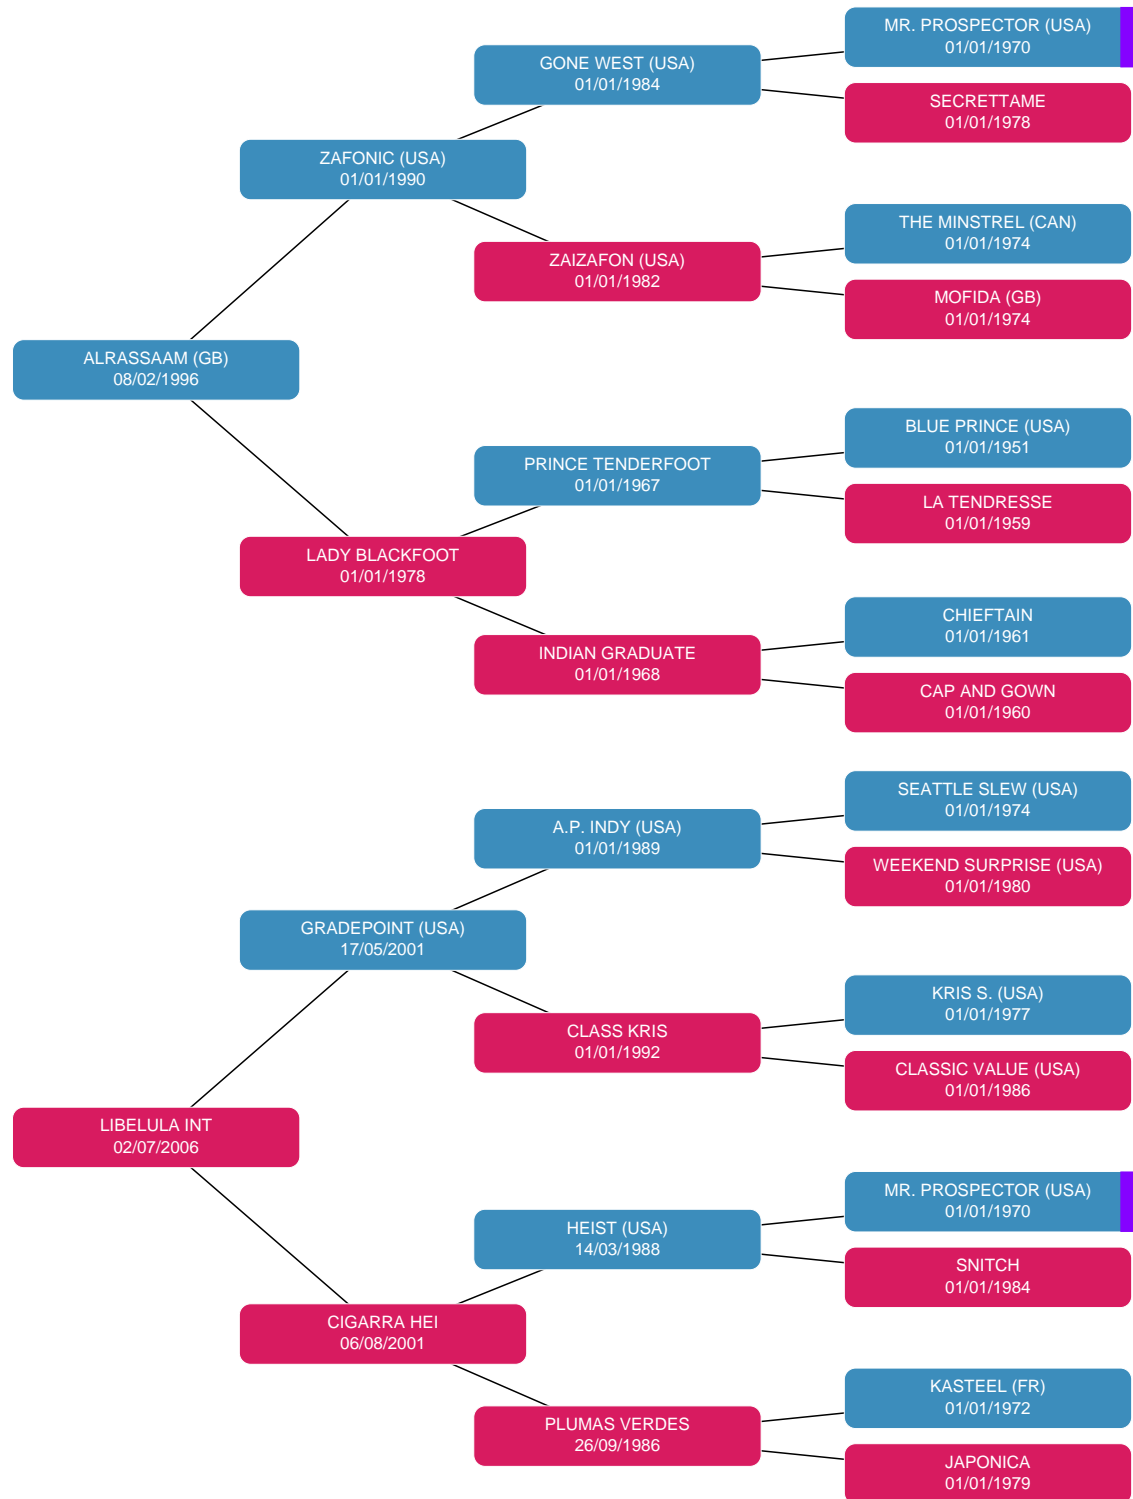 MR. PROSPECTOR (USA)
01/01/1970
GONE WEST (USA)
01/01/1984
SECRETTAME
01/01/1978
ZAFONIC (USA)
01/01/1990
THE MINSTREL (CAN)
01/01/1974
ZAIZAFON (USA)
01/01/1982
MOFIDA (GB)
01/01/1974
ALRASSAAM (GB)
08/02/1996
BLUE PRINCE (USA)
01/01/1951
PRINCE TENDERFOOT
01/01/1967
LA TENDRESSE
01/01/1959
LADY BLACKFOOT
01/01/1978
CHIEFTAIN
01/01/1961
INDIAN GRADUATE
01/01/1968
CAP AND GOWN
01/01/1960
SEATTLE SLEW (USA)
01/01/1974
A.P. INDY (USA)
01/01/1989
WEEKEND SURPRISE (USA)
01/01/1980
GRADEPOINT (USA)
17/05/2001
KRIS S. (USA)
01/01/1977
CLASS KRIS
01/01/1992
CLASSIC VALUE (USA)
01/01/1986
LIBELULA INT
02/07/2006
MR. PROSPECTOR (USA)
01/01/1970
HEIST (USA)
14/03/1988
SNITCH
01/01/1984
CIGARRA HEI
06/08/2001
KASTEEL (FR)
01/01/1972
PLUMAS VERDES
26/09/1986
JAPONICA
01/01/1979